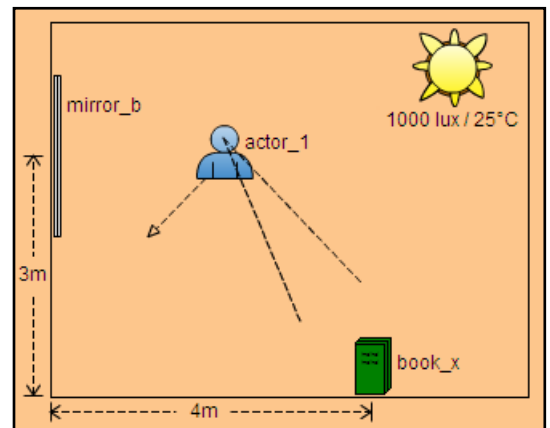 mirror_b
1000 lux / 25°C
actor_1
3m
book_x
4m